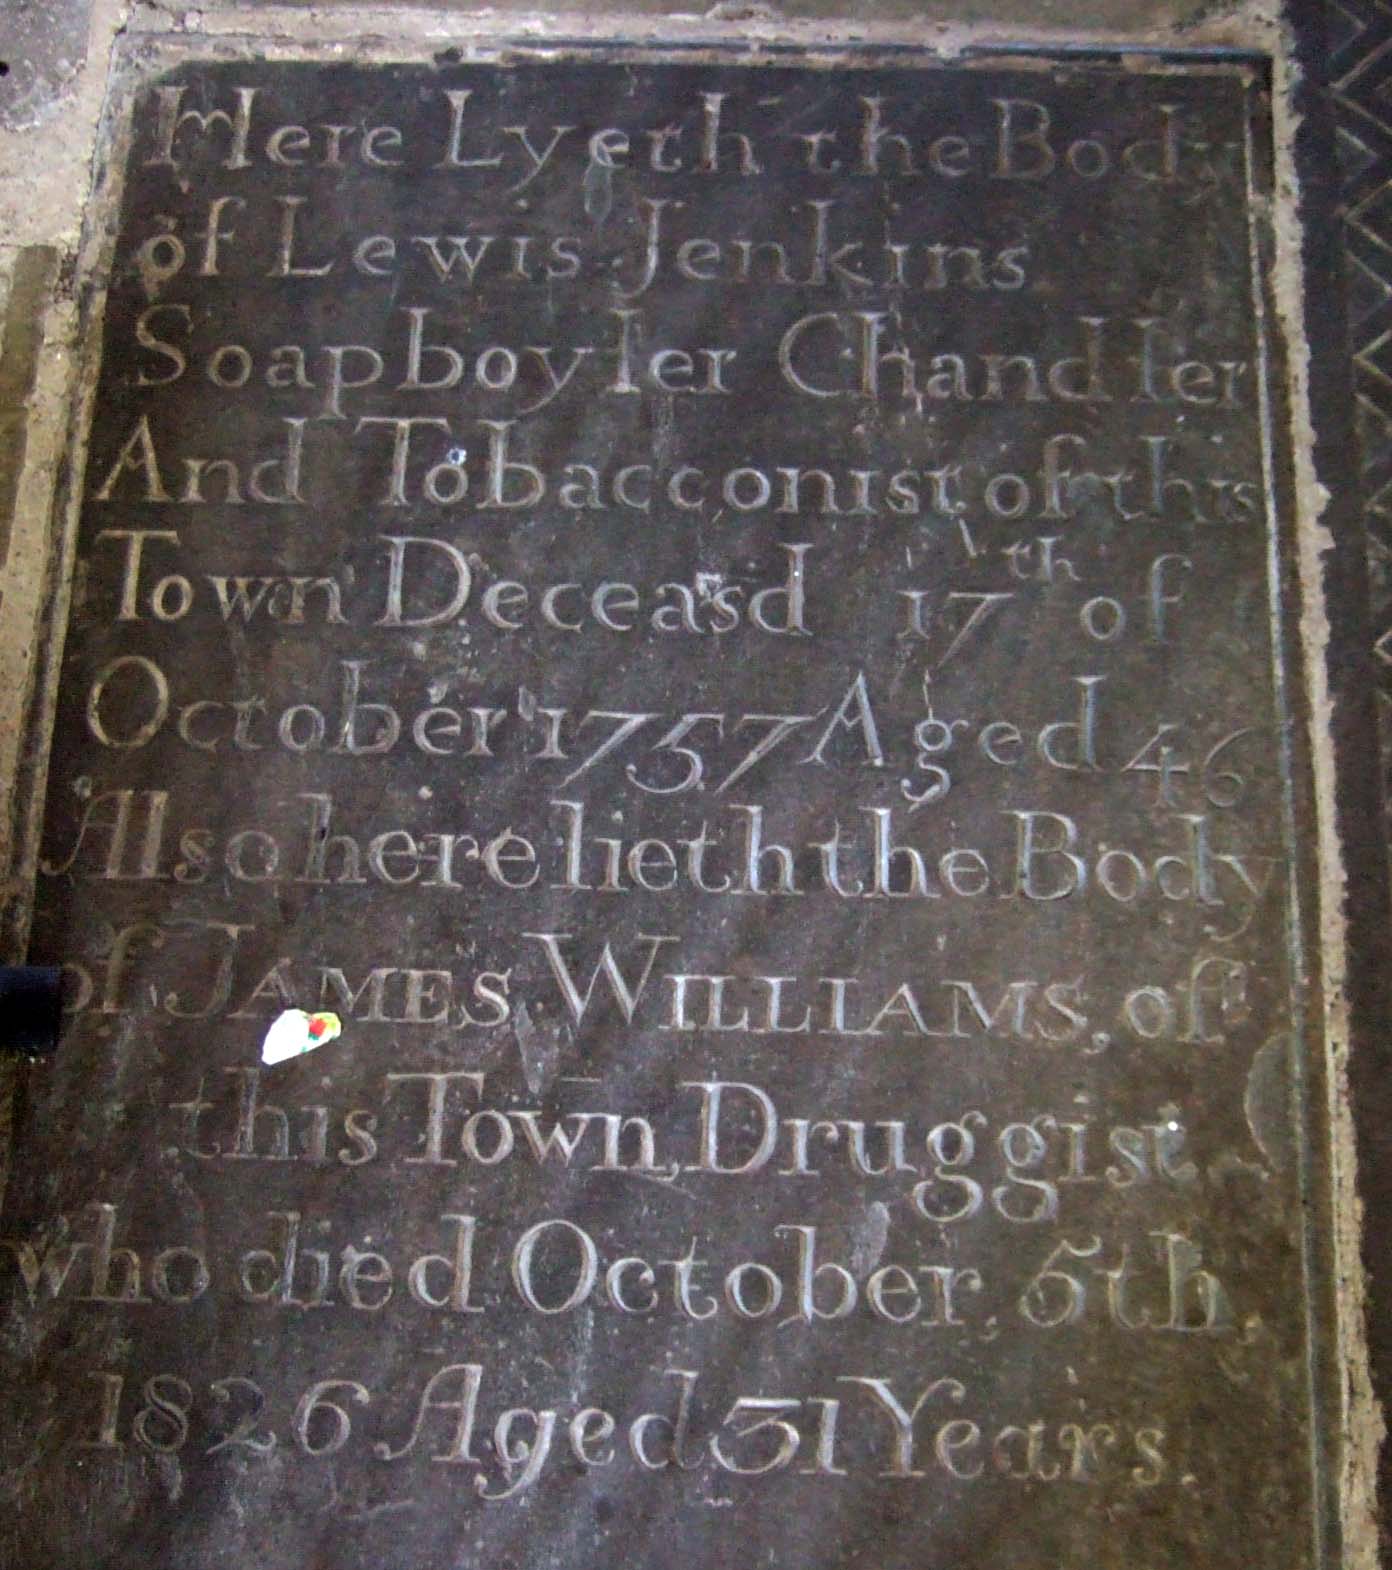 Here Lyeth the Body
of Lewis Jenkins
Soapboyler Chandler
And Tobacconist of this
Town Deceasd 17th of
October 1757 Aged 46
Also here lieth the Body
of JAMES WILLIAMS, of
this Town, Druggist
who died October, 5th,
1826 Aged 31 Years.